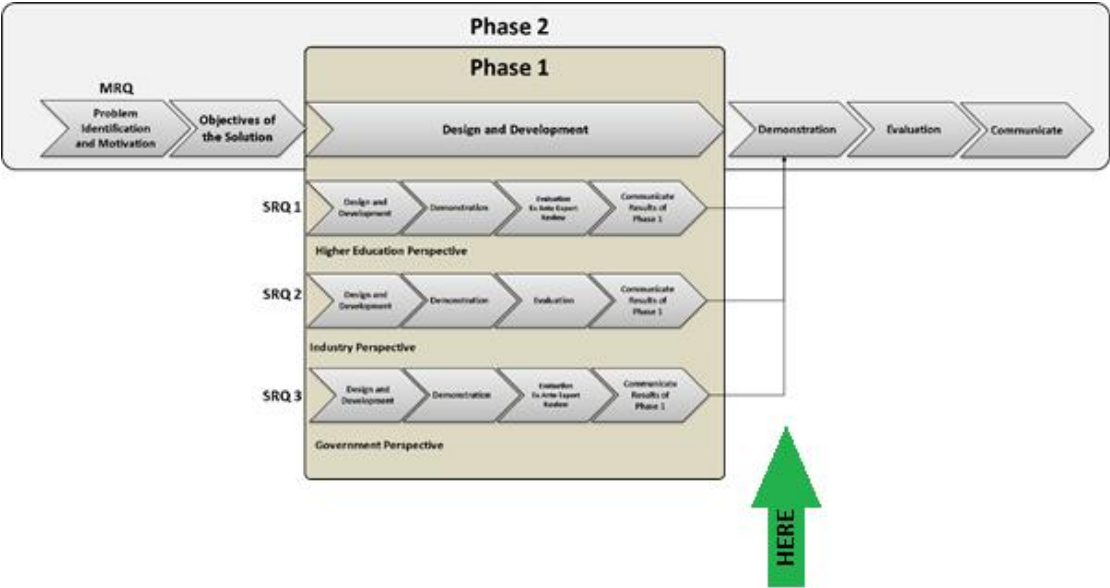 Phase 2
Phase 1
MRQ
Problem
Identification
and Motivation
Objectives of
the Solution
Design and Development
Demonstration
Evaluation
Communicate
SRQ 1
Design and
Development
Demonstration
Evaluation
Ex Ante Expert
Review
Communicate
Results of
Phase 1
Higher Education Perspective
SRQ 2
Design and
Development
Demonstration
Evaluation
Communicate
Results of
Phase 1
Industry Perspective
SRQ 3
Design and
Development
Demonstration
Evaluation
Ex Ante Expert
Review
Communicate
Results of
Phase 1
Government Perspective
HERE